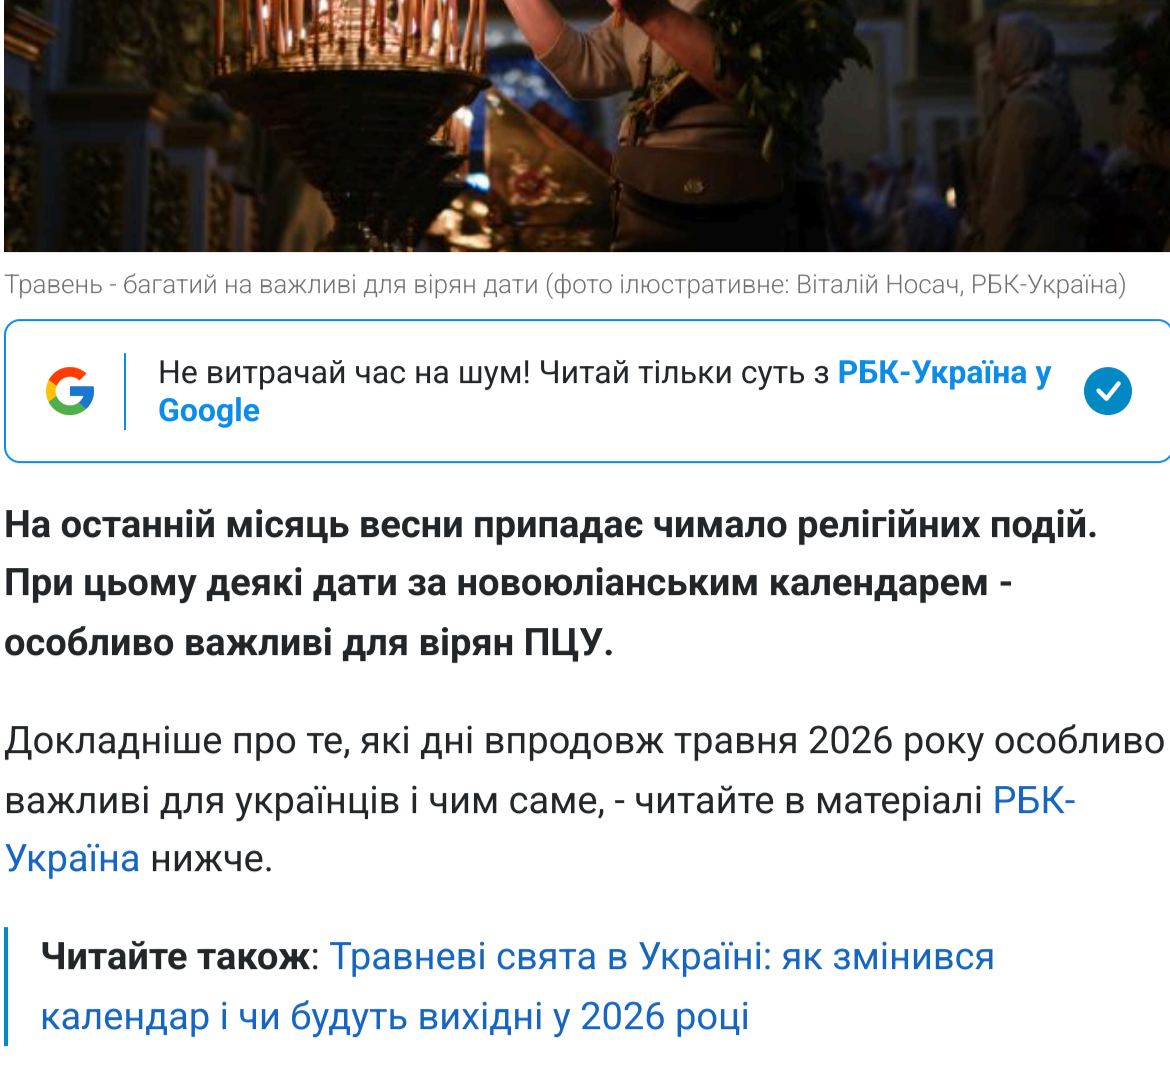 Травень - багатий на важливі для вірян дати (фото ілюстративне: Віталій Носач, РБК-Україна)
Не витрачай час на шум! Читай тільки суть з РБК-Україна у
Google
На останній місяць весни припадає чимало релігійних подій.
При цьому деякі дати за новоюліанським календарем -
особливо важливі для вірян ПЦУ.
Докладніше про те, які дні впродовж травня 2026 року особливо
важливі для українців і чим саме, - читайте в матеріалі РБК-
Україна нижче.
Читайте також: Травневі свята в Україні: як змінився
календар і чи будуть вихідні у 2026 році